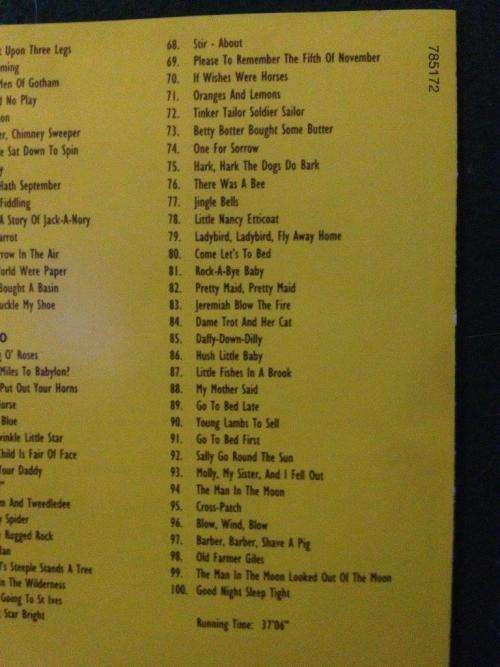 t Upon Three Legs
ming
Men Of Gotham
d No Play
on
er, Chimney Sweeper
e Sat Down To Spin
y
Hath September
Fiddling
A Story Of Jack-A-Nory
arrot
rrow In The Air
World Were Paper
Bought A Basin
uckle My Shoe
O
g O' Roses
Miles To Babylon?
Put Out Your Horns
Horse
Blue
winkle Little Star
Child Is Fair Of Face
Your Daddy
"
m And Tweedledee
y Spider
e Rugged Rock
Man
l's Steeple Stands A Tree
In The Wilderness
Going To St Ives
Star Bright
68. Stir - About
69. Please To Remember The Fifth Of November
70. If Wishes Were Horses
71. Oranges And Lemons
72. Tinker Tailor Soldier Sailor
73. Betty Botter Bought Some Butter
74. One For Sorrow
75. Hark, Hark The Dogs Do Bark
76. There Was A Bee
77. Jingle Bells
78. Little Nancy Etticoat
79. Ladybird, Ladybird, Fly Away Home
80. Come Let's To Bed
81. Rock-A-Bye Baby
82. Pretty Maid, Pretty Maid
83. Jeremiah Blow The Fire
84. Dame Trot And Her Cat
85. Daffy-Down-Dilly
86. Hush Little Baby
87. Little Fishes In A Brook
88. My Mother Said
89. Go To Bed Late
90. Young Lambs To Sell
91. Go To Bed First
92. Sally Go Round The Sun
93. Molly, My Sister, And I Fell Out
94 The Man In The Moon
95. Cross-Patch
96. Blow, Wind, Blow
97. Barber, Barber, Shave A Pig
98. Old Farmer Giles
99. The Man In The Moon Looked Out Of The Moon
100. Good Night Sleep Tight
Running Time: 37'06"
785172